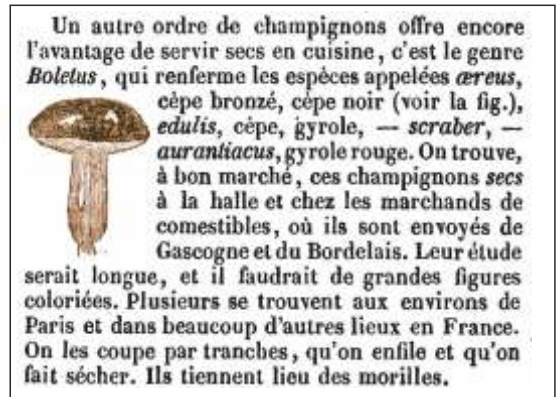 Un autre ordre de champignons offre encore
l'avantage de servir secs en cuisine, c'est le genre
Boletus, qui renferme les espèces appelées æreus,
cèpe bronzé, cépe noir (voir la fig.),
edulis, cèpe, gyrole, — scraber, —
aurantiacus, gyrole rouge. On trouve,
à bon marché, ces champignons secs
à la halle et chez les marchands de
comestibles, où ils sont envoyés de
Gascogne et du Bordelais. Leur étude
serait longue, et il faudrait de grandes figures
coloriées. Plusieurs se trouvent aux environs de
Paris et dans beaucoup d'autres lieux en France.
On les coupe par tranches, qu'on enfile et qu'on
fait sécher. Ils tiennent lieu des morilles.